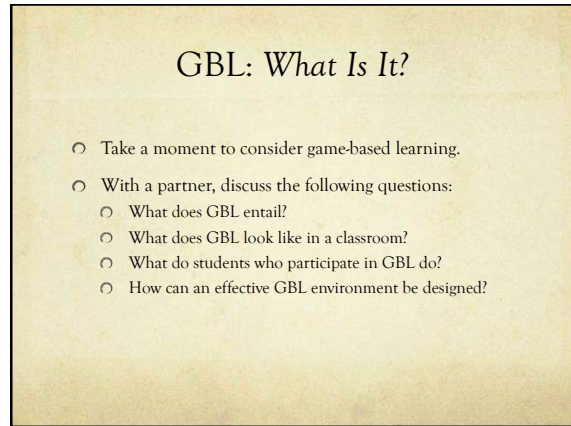 GBL: What Is It?
Take a moment to consider game-based learning.
With a partner, discuss the following questions:
What does GBL entail?
What does GBL look like in a classroom?
What do students who participate in GBL do?
How can an effective GBL environment be designed?